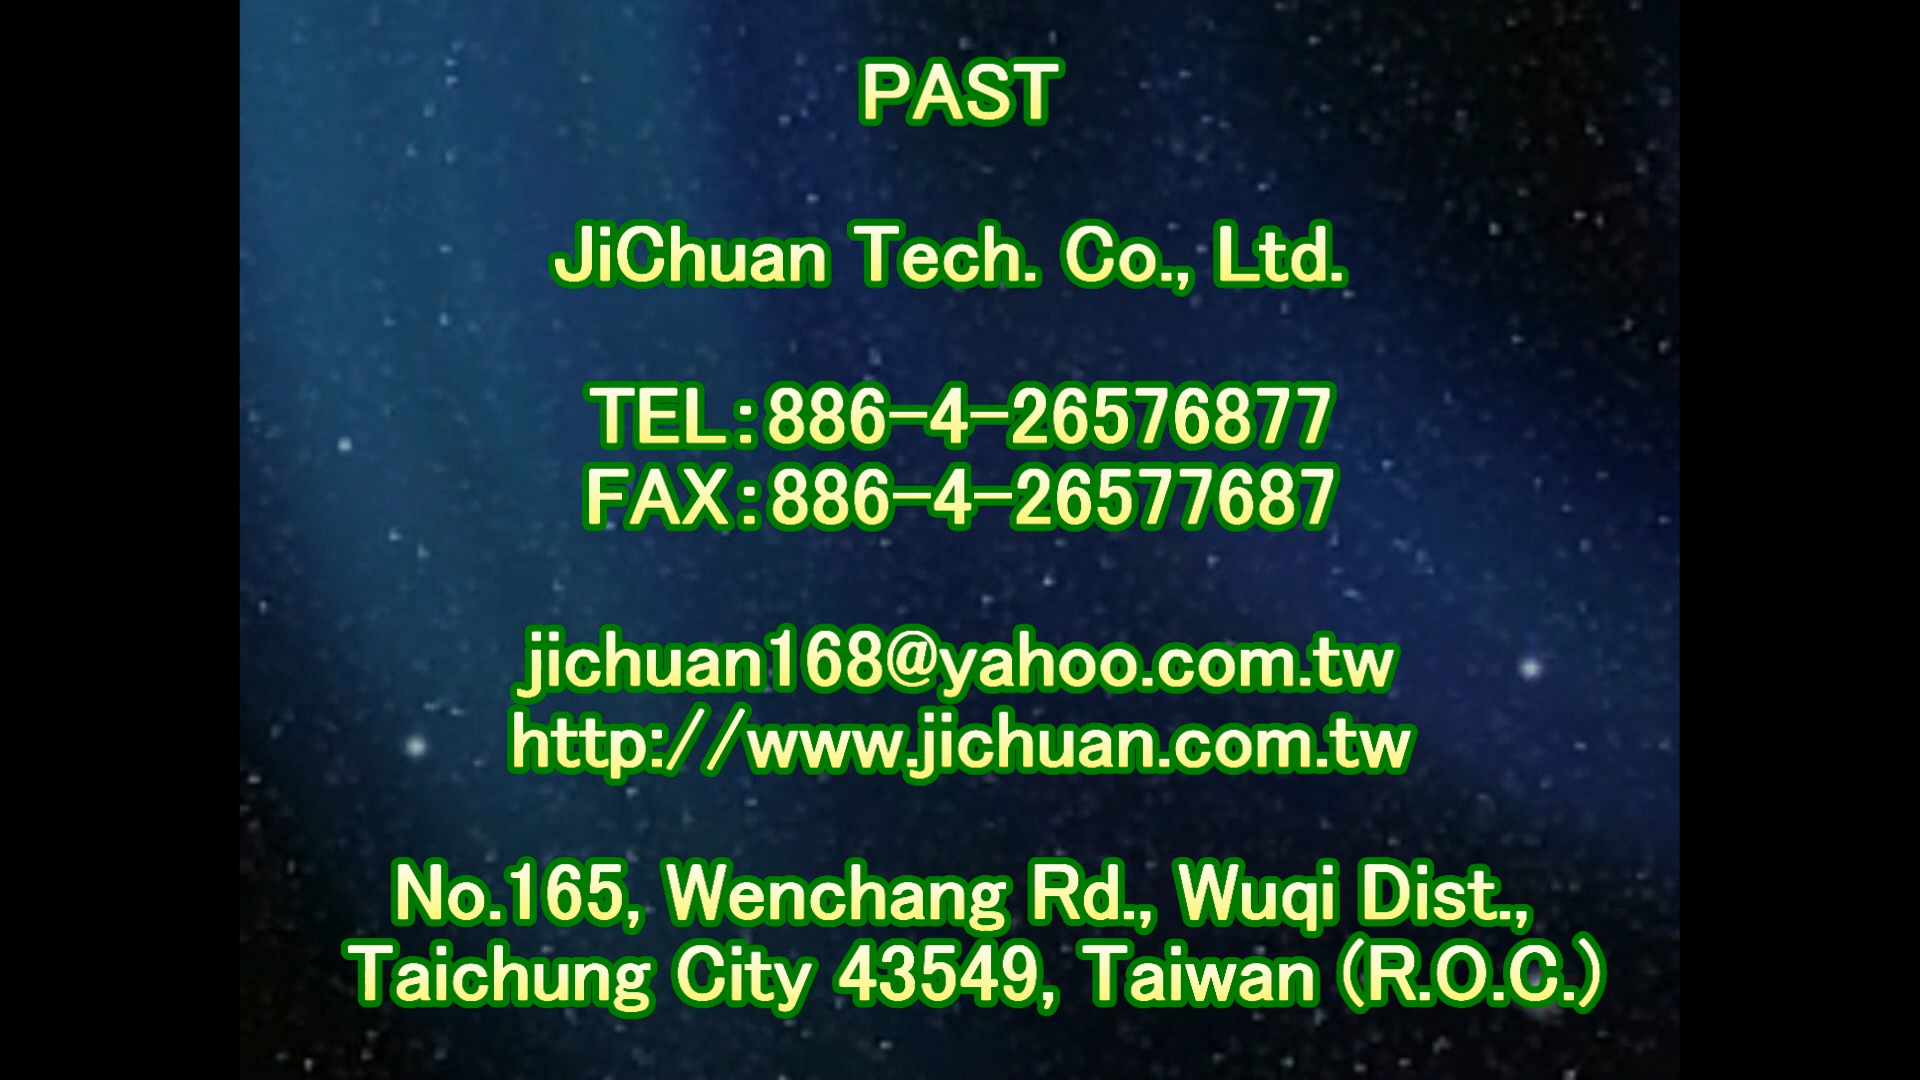 PAST
JiChuan Tech. Co., Ltd.
TEL:886-4-26576877
FAX:886-4-26577687
jichuan168@yahoo.com.tw
http://www.jichuan.com.tw
No.165, Wenchang Rd., Wuqi Dist.,
Taichung City 43549, Taiwan (R.O.C.)